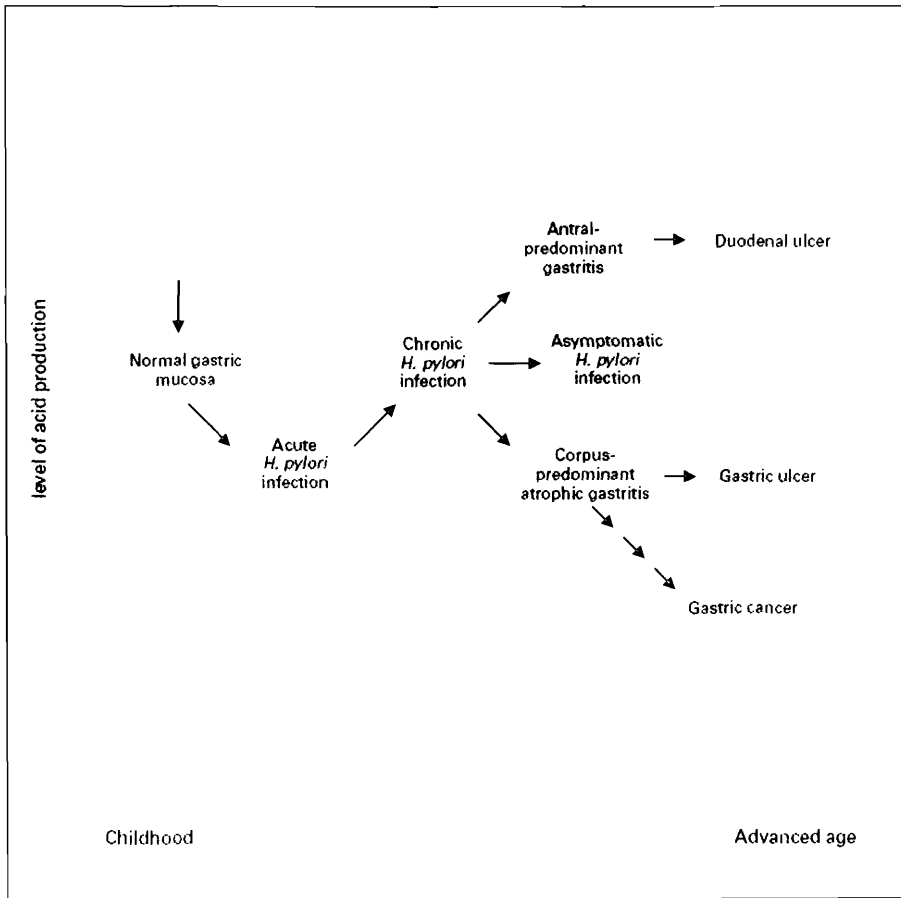 level of acid production
Normal gastric
mucosa
Acute
H. pylori
infection
Chronic
H. pylori
infection
Antral-
predominant
gastritis
Duodenal ulcer
Asymptomatic
H. pylori
infection
Corpus-
predominant
atrophic gastritis
Gastric ulcer
Gastric cancer
Childhood
Advanced age